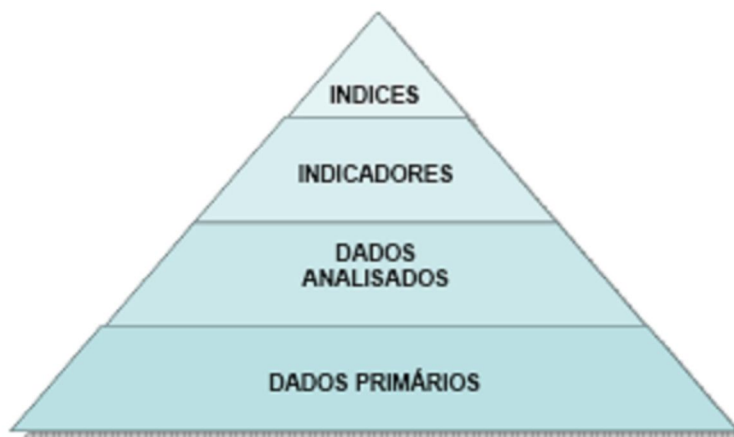 INDICES
INDICADORES
DADOS
ANALISADOS
DADOS PRIMÁRIOS